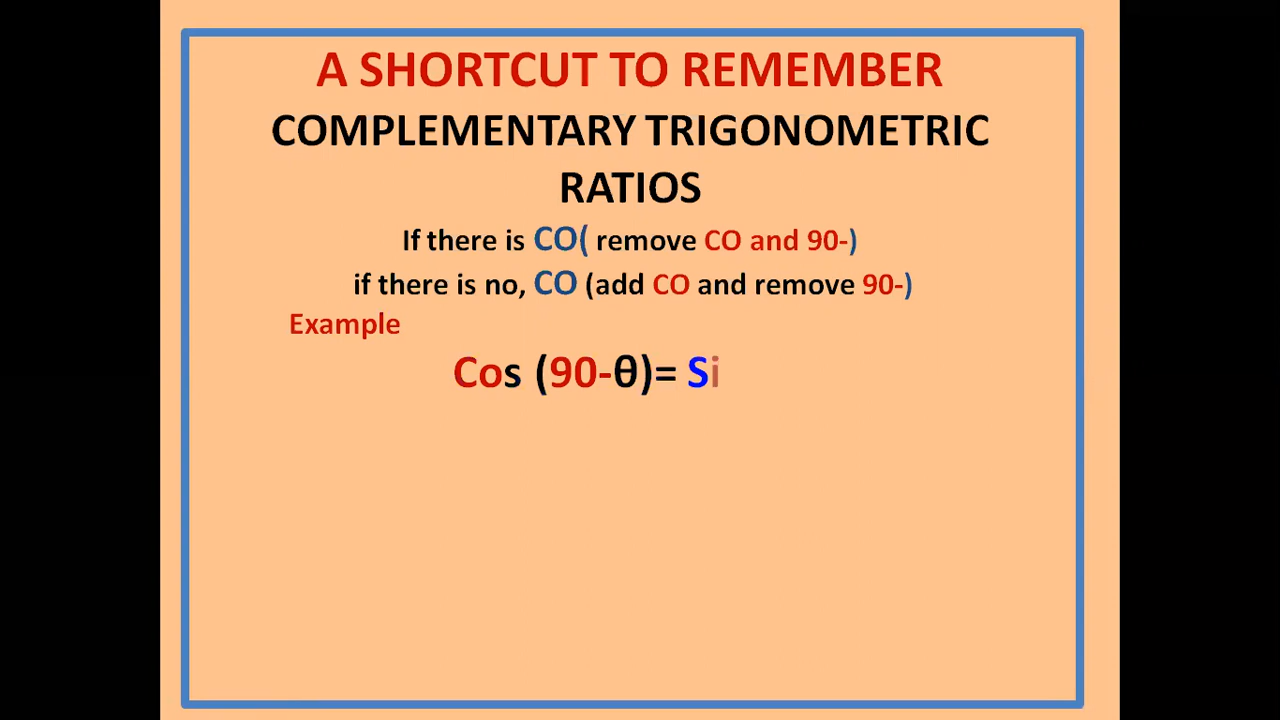 A SHORTCUT TO REMEMBER
COMPLEMENTARY TRIGONOMETRIC
RATIOS
If there is CO( remove CO and 90-)
if there is no, CO (add CO and remove 90-)
Example
Cos (90-θ)= Si